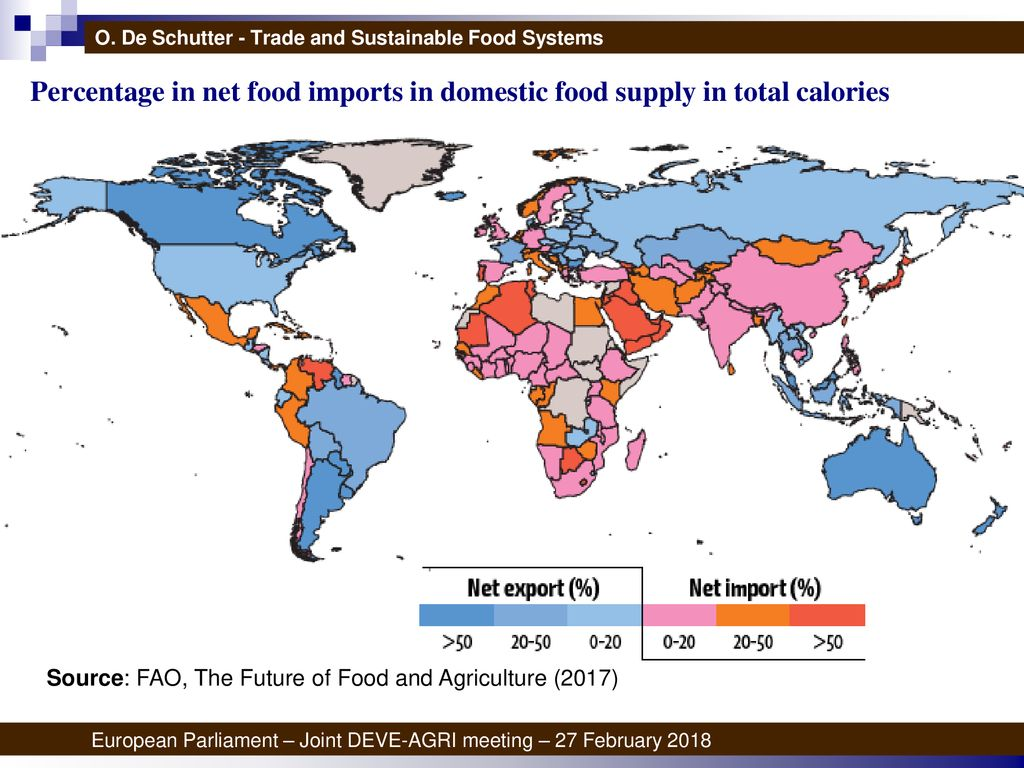 O. De Schutter - Trade and Sustainable Food Systems
Percentage in net food imports in domestic food supply in total calories
Net export (%) Net import (%)
>50 20-50 0-20 0-20 20-50 >50
Source: FAO, The Future of Food and Agriculture (2017)
European Parliament – Joint DEVE-AGRI meeting – 27 February 2018